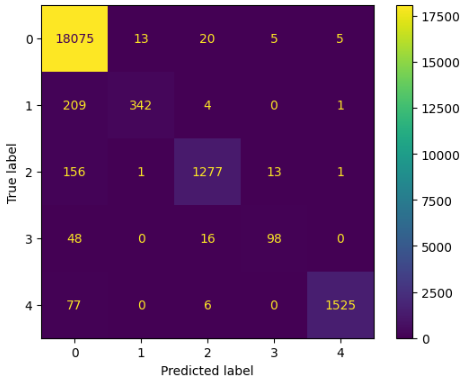 0 18075 13 20 5 5
1 209 342 4 0 1
2 156 1 1277 13 1
3 48 0 16 98 0
4 77 0 6 0 1525
0 1 2 3 4
Predicted label
True label
17500
15000
12500
10000
7500
5000
2500
0